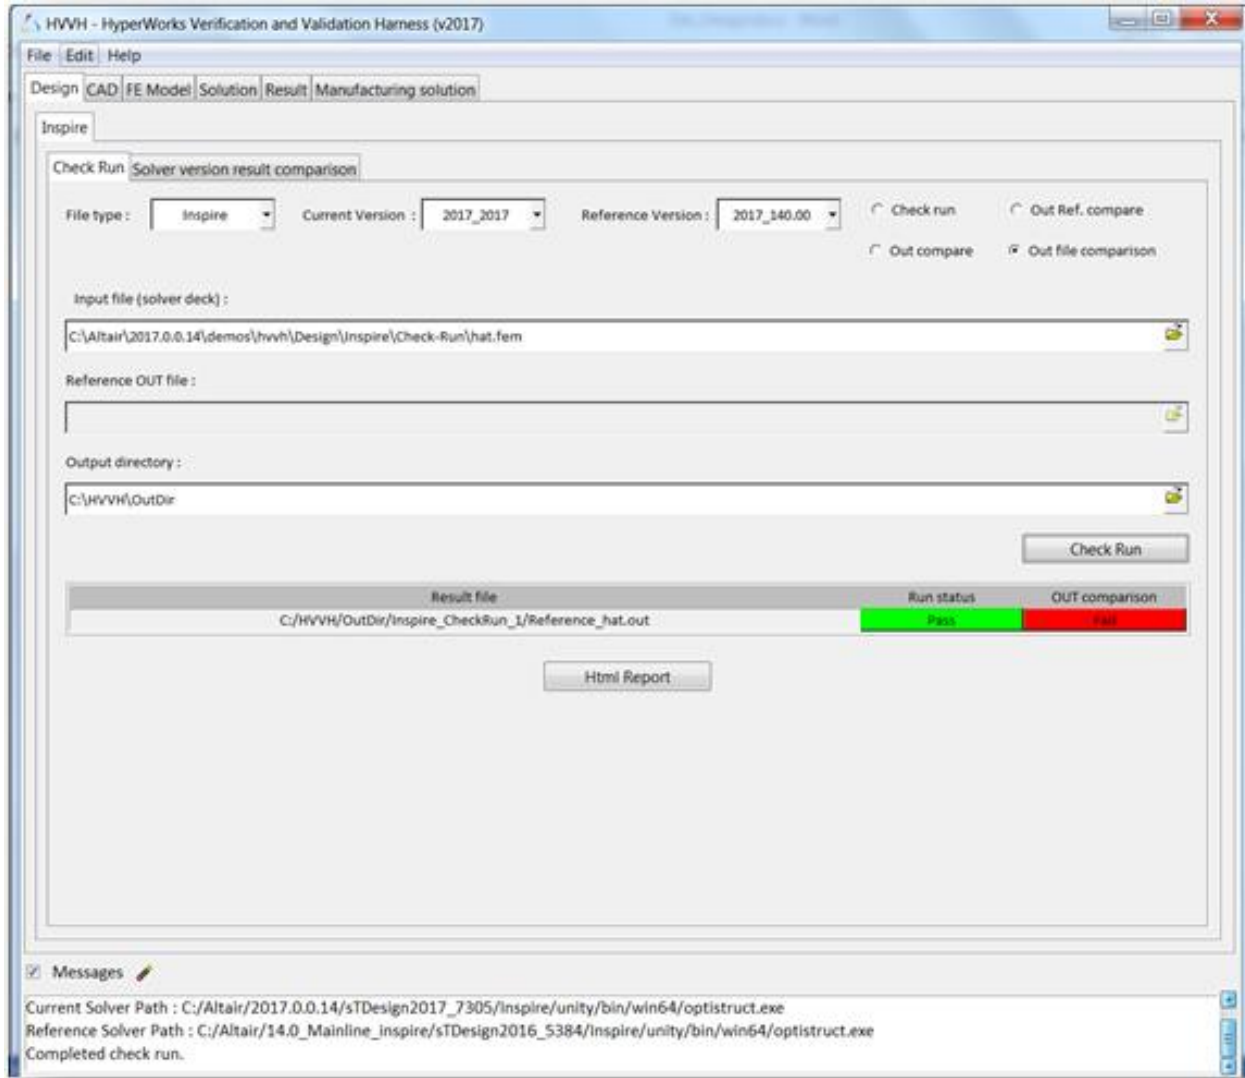 HVVH - HyperWorks Verification and Validation Harness (v2017)
File Edit Help
Design CAD FE Model Solution Result Manufacturing solution
Inspire
Check Run Solver version result comparison
File type : Inspire Current Version : 2017_2017 Reference Version : 2017_140.00 Check run Out Ref. compare
Out compare Out file comparison
Input file (solver deck) :
C:\Altair\2017.0.0.14\demos\hvvh\Design\Inspire\Check-Run\hat.fem
Reference OUT file :
Output directory :
C:\HVVH\OutDir
Check Run
Result file Run status OUT comparison
C:/HVVH/OutDir/Inspire_CheckRun_1/Reference_hat.out Pass Fail
Html Report
Messages
Current Solver Path : C:/Altair/2017.0.0.14/sTDesign2017_7305/Inspire/unity/bin/win64/optistruct.exe
Reference Solver Path : C:/Altair/14.0_Mainline_inspire/sTDesign2016_5384/Inspire/unity/bin/win64/optistruct.exe
Completed check run.